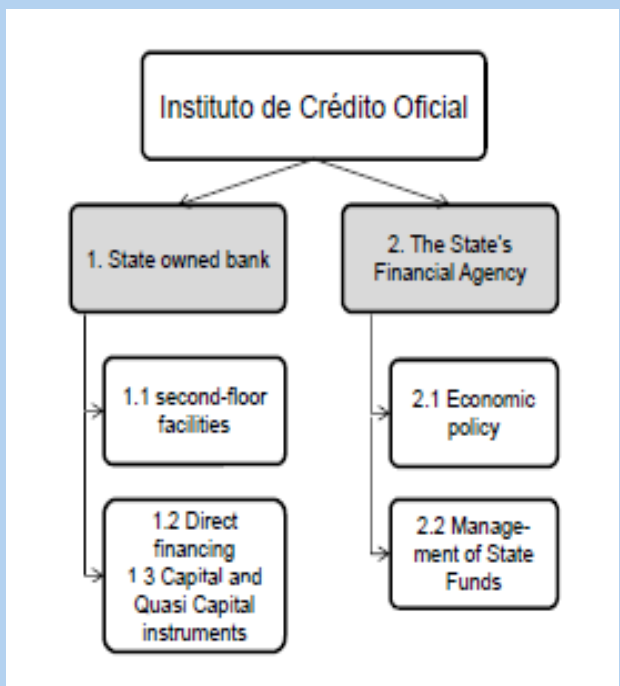 Instituto de Crédito Oficial
1. State owned bank
2. The State's
Financial Agency
1.1 second-floor
facilities
2.1 Economic
policy
1.2 Direct
financing
1 3 Capital and
Quasi Capital
instruments
2.2 Manage-
ment of State
Funds